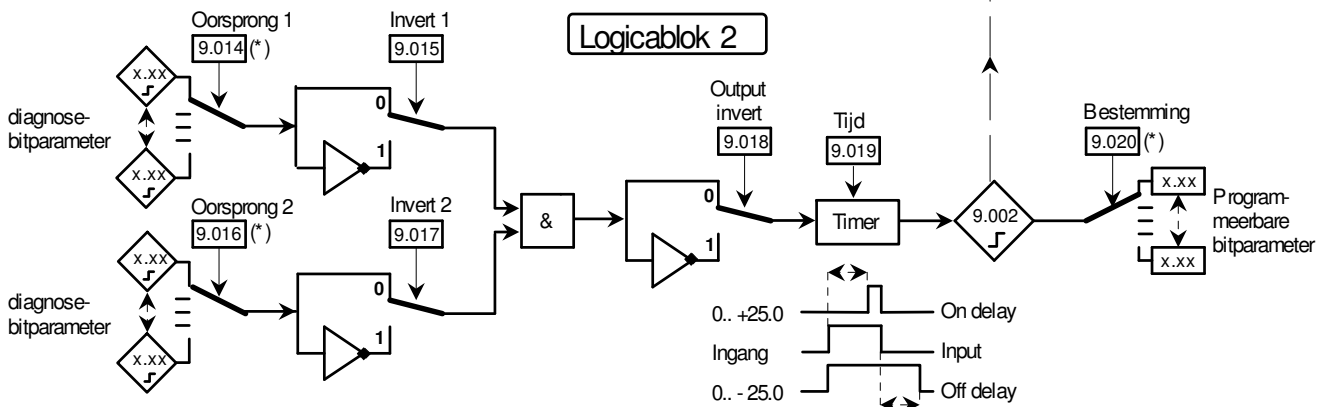 Logicablok 2
Oorsprong 1
9.014 (*)
Invert 1
9.015
x.xx
diagnose-
bitparameter
x.xx
0
1
Oorsprong 2
9.016 (*)
Invert 2
9.017
x.xx
diagnose-
bitparameter
x.xx
0
1
&
Output
invert
9.018
0
1
Tijd
9.019
Timer
9.002
Bestemming
9.020 (*)
x.xx
Program-
meerbare
bitparameter
x.xx
0.. +25.0
On delay
Ingang
Input
0.. - 25.0
Off delay